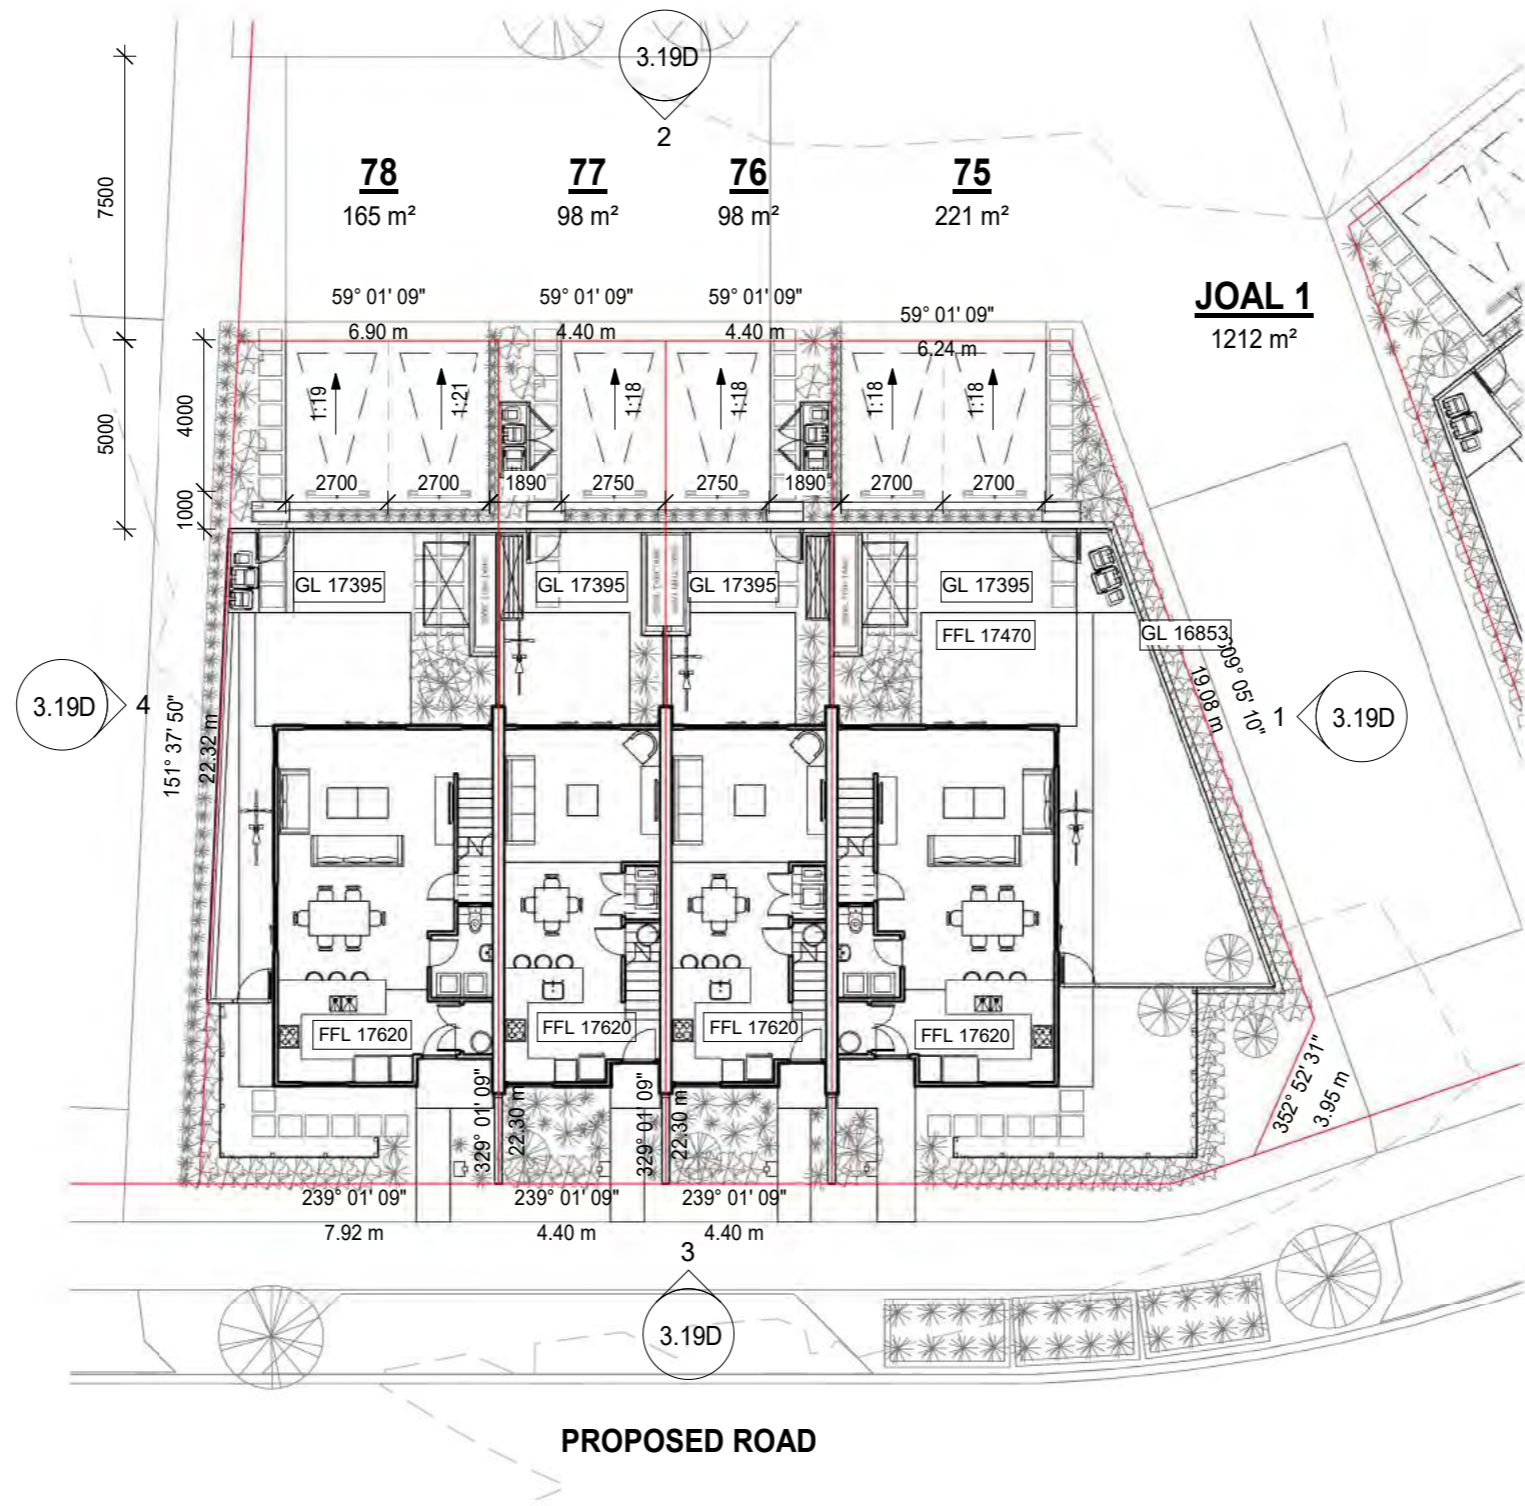 3.19D
2
7500
78
77
76
75
165 m²
98 m²
98 m²
221 m²
JOAL 1
1212 m²
59° 01' 09"
59° 01' 09"
59° 01' 09"
59° 01' 09"
6.90 m
4.40 m
4.40 m
6.24 m
5000
4000
1000
1:19
1:21
1:18
1:18
1:18
1:18
2700
2700
1890
2750
2750
1890
2700
2700
GL 17395
GL 17395
GL 17395
GL 17395
FFL 17470
GL 16853
09° 05' 10"
19.08 m
3.19D
4
151° 37' 50"
22.32 m
1
3.19D
FFL 17620
FFL 17620
FFL 17620
FFL 17620
329° 01' 09"
22.30 m
329° 01' 09"
22.30 m
352° 52' 31"
3.95 m
239° 01' 09"
239° 01' 09"
239° 01' 09"
7.92 m
4.40 m
4.40 m
3
3.19D
PROPOSED ROAD